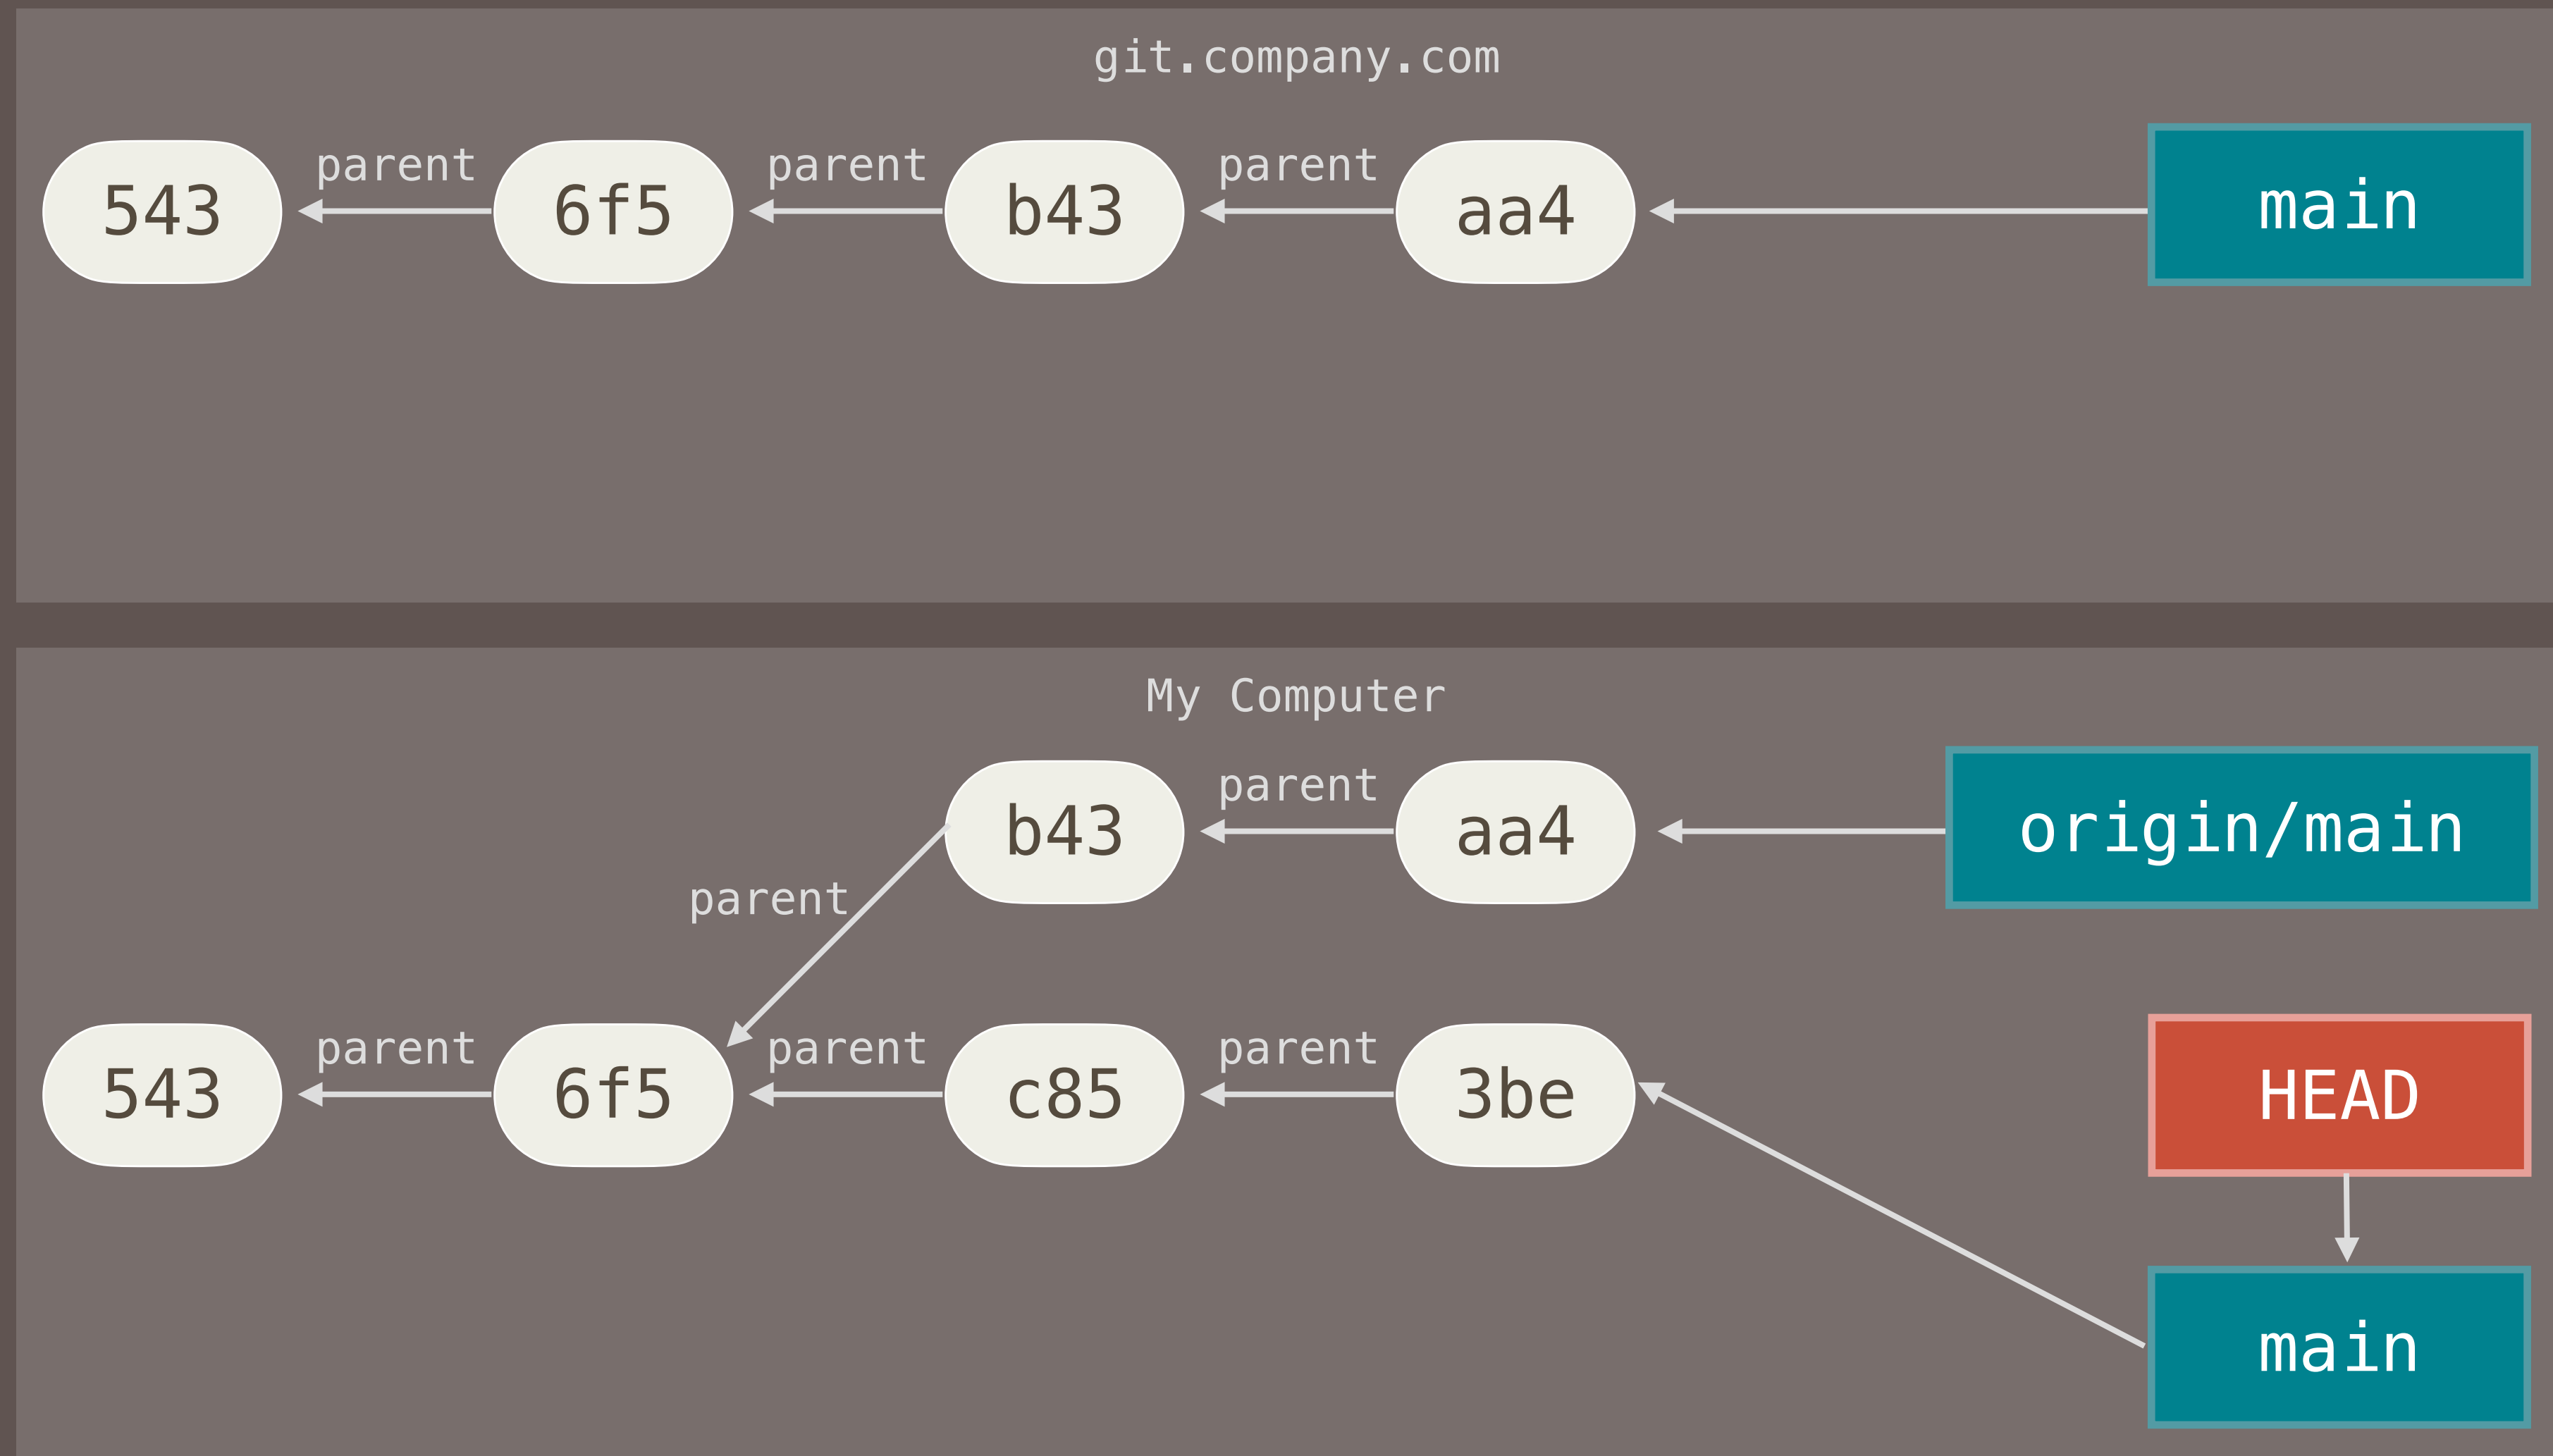 git.company.com
parent parent parent
543 6f5 b43 aa4 main
My Computer
parent
b43 aa4 origin/main
parent
parent parent parent
543 6f5 c85 3be HEAD
main